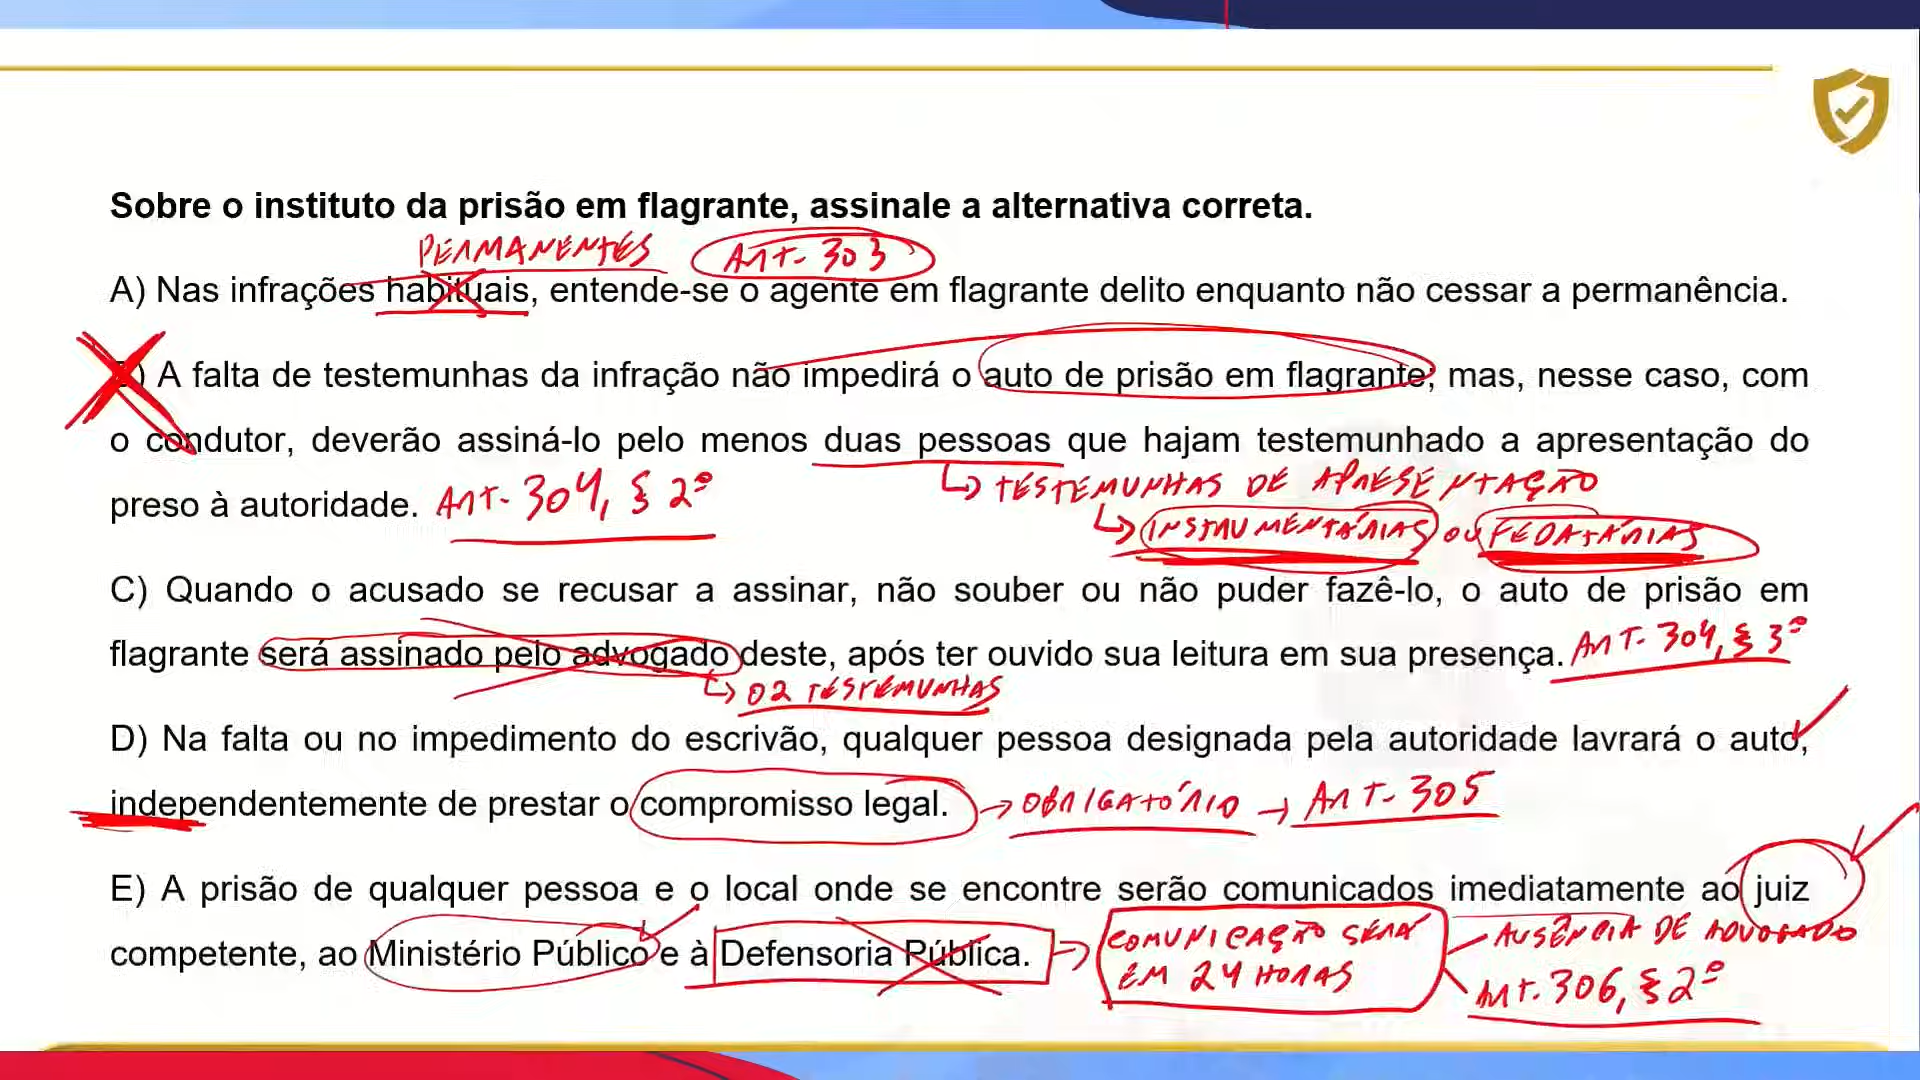 Sobre o instituto da prisão em flagrante, assinale a alternativa correta.
PERMANENTES ART. 303
A) Nas infrações habituais, entende-se o agente em flagrante delito enquanto não cessar a permanência.
B) A falta de testemunhas da infração não impedirá o auto de prisão em flagrante; mas, nesse caso, com
o condutor, deverão assiná-lo pelo menos duas pessoas que hajam testemunhado a apresentação do
TESTEMUNHAS DE APRESENTAÇÃO
preso à autoridade. ART. 304, § 2º
INSTRUMENTÁRIAS OU FEDATÁRIAS
C) Quando o acusado se recusar a assinar, não souber ou não puder fazê-lo, o auto de prisão em
flagrante será assinado pelo advogado deste, após ter ouvido sua leitura em sua presença. ART. 304, § 3º
02 TESTEMUNHAS
D) Na falta ou no impedimento do escrivão, qualquer pessoa designada pela autoridade lavrará o auto,
independentemente de prestar o compromisso legal. OBRIGATÓRIO ART. 305
E) A prisão de qualquer pessoa e o local onde se encontre serão comunicados imediatamente ao juiz
competente, ao Ministério Público e à Defensoria Pública.
COMUNICAÇÃO SERÁ
EM 24 HORAS
AUSÊNCIA DE ADVOGADO
ART. 306, § 2º